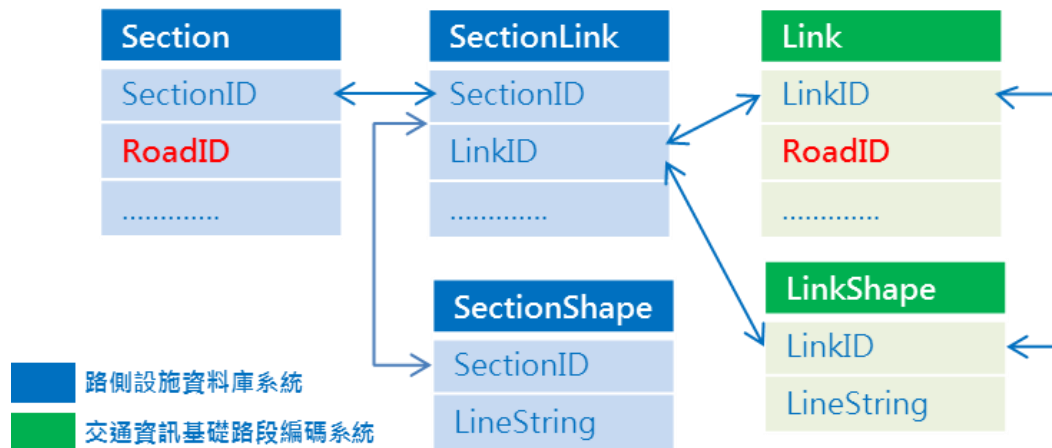 Section
SectionID
RoadID
.............
SectionLink
SectionID
LinkID
.............
Link
LinkID
RoadID
.............
SectionShape
SectionID
LineString
LinkShape
LinkID
LineString
路側設施資料庫系統
交通資訊基礎路段編碼系統